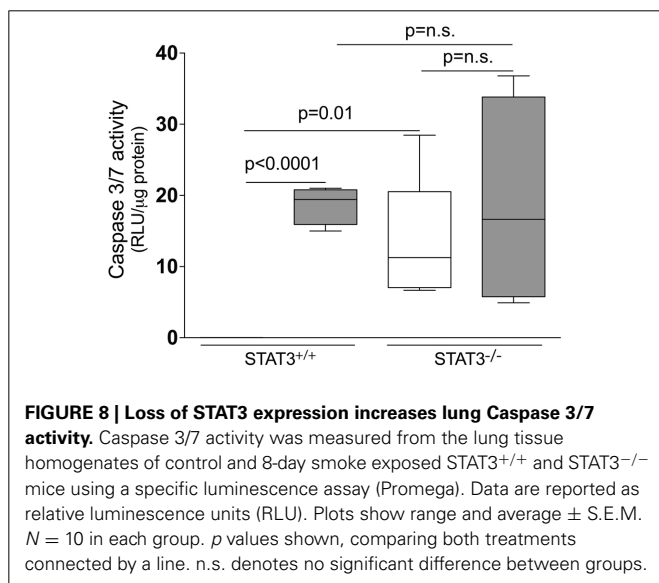 p=n.s.
40
p=n.s.
30
p=0.01
p<0.0001
20
10
0
Caspase 3/7 activity
(RLU/μg protein)
STAT3+/+ STAT3-/-
FIGURE 8 | Loss of STAT3 expression increases lung Caspase 3/7
activity. Caspase 3/7 activity was measured from the lung tissue
homogenates of control and 8-day smoke exposed STAT3+/+ and STAT3−/−
mice using a specific luminescence assay (Promega). Data are reported as
relative luminescence units (RLU). Plots show range and average ± S.E.M.
N = 10 in each group. p values shown, comparing both treatments
connected by a line. n.s. denotes no significant difference between groups.